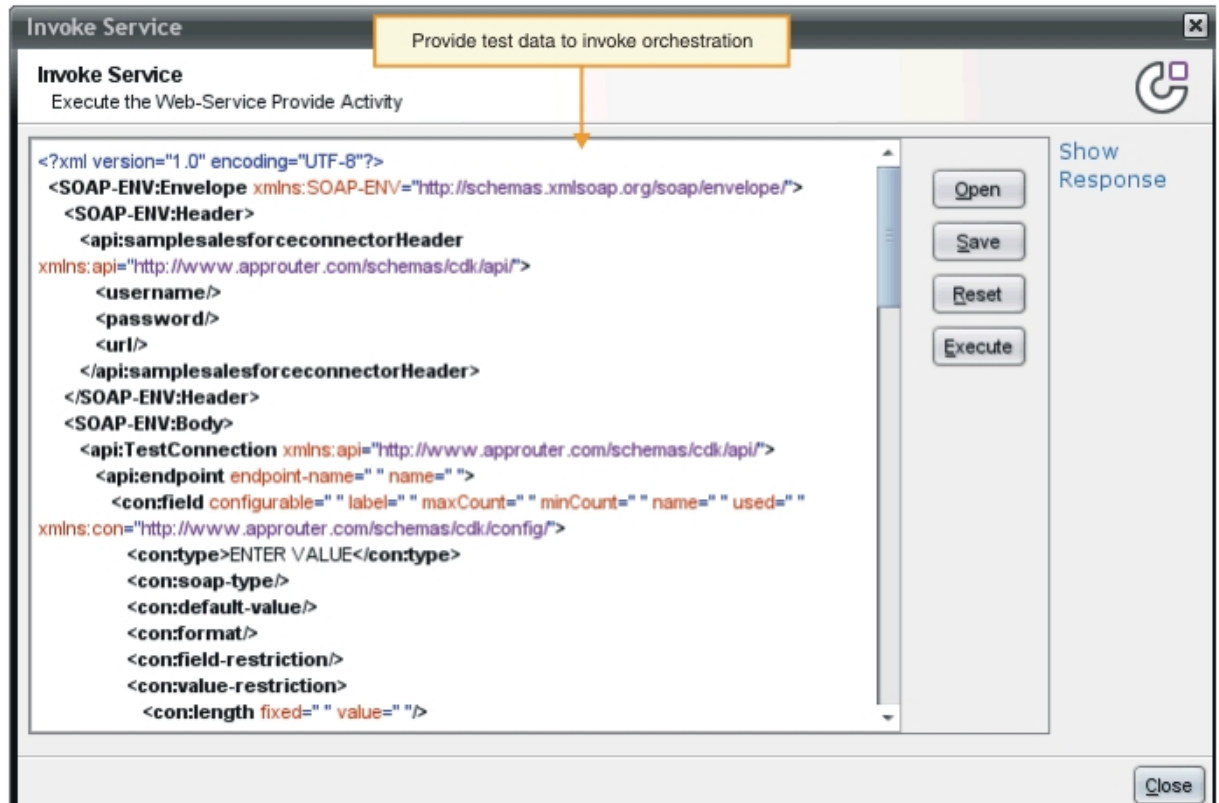 Invoke Service
Provide test data to invoke orchestration
Invoke Service
Execute the Web-Service Provide Activity
<?xml version="1.0" encoding="UTF-8"?>
<SOAP-ENV:Envelope xmlns:SOAP-ENV="http://schemas.xmlsoap.org/soap/envelope/">
<SOAP-ENV:Header>
<api:samplesalesforceconnectorHeader
xmlns:api="http://www.approuter.com/schemas/cdk/api/">
<username/>
<password/>
<url/>
</api:samplesalesforceconnectorHeader>
</SOAP-ENV:Header>
<SOAP-ENV:Body>
<api:TestConnection xmlns:api="http://www.approuter.com/schemas/cdk/api/">
<api:endpoint endpoint-name=" " name=" ">
<con:field configurable=" " label=" " maxCount=" " minCount=" " name=" " used=" "
xmlns:con="http://www.approuter.com/schemas/cdk/config/">
<con:type>ENTER VALUE</con:type>
<con:soap-type/>
<con:default-value/>
<con:format/>
<con:field-restriction/>
<con:value-restriction>
<con:length fixed=" " value=" "/>
Open
Save
Reset
Execute
Show
Response
Close